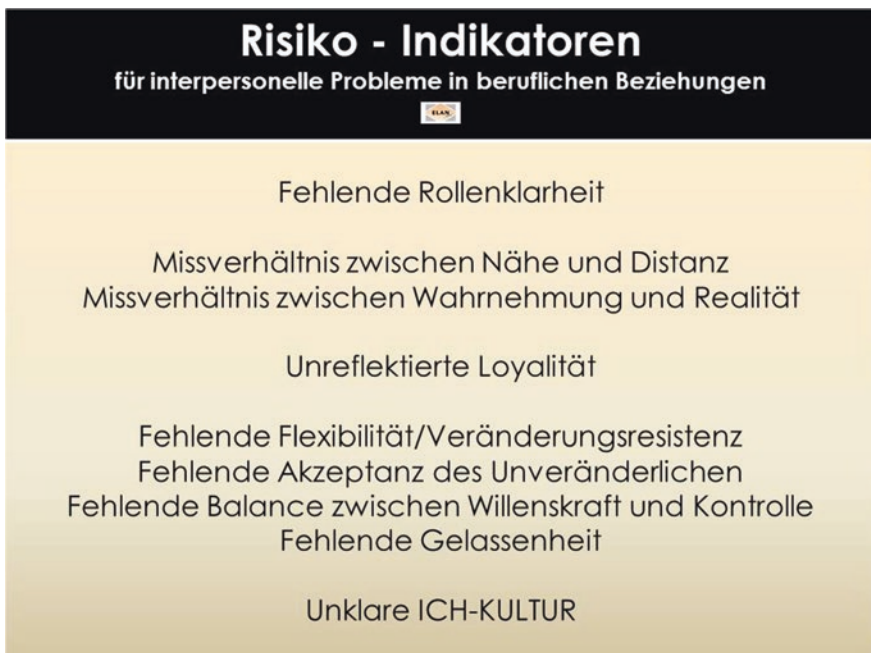 Risiko - Indikatoren
für interpersonelle Probleme in beruflichen Beziehungen
ELAN
Fehlende Rollenklarheit
Missverhältnis zwischen Nähe und Distanz
Missverhältnis zwischen Wahrnehmung und Realität
Unreflektierte Loyalität
Fehlende Flexibilität/Veränderungsresistenz
Fehlende Akzeptanz des Unveränderlichen
Fehlende Balance zwischen Willenskraft und Kontrolle
Fehlende Gelassenheit
Unklare ICH-KULTUR